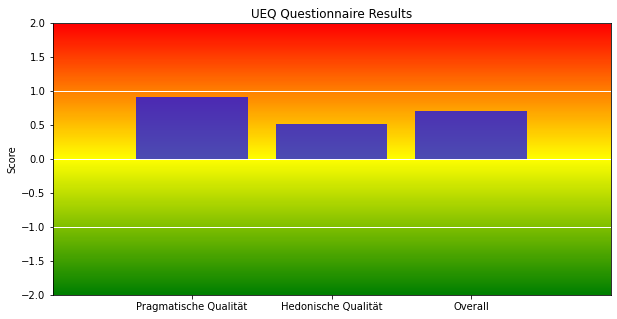 UEQ Questionnaire Results
2.0
1.5
1.0
0.5
0.0
−0.5
−1.0
−1.5
−2.0
Score
Pragmatische Qualität
Hedonische Qualität
Overall